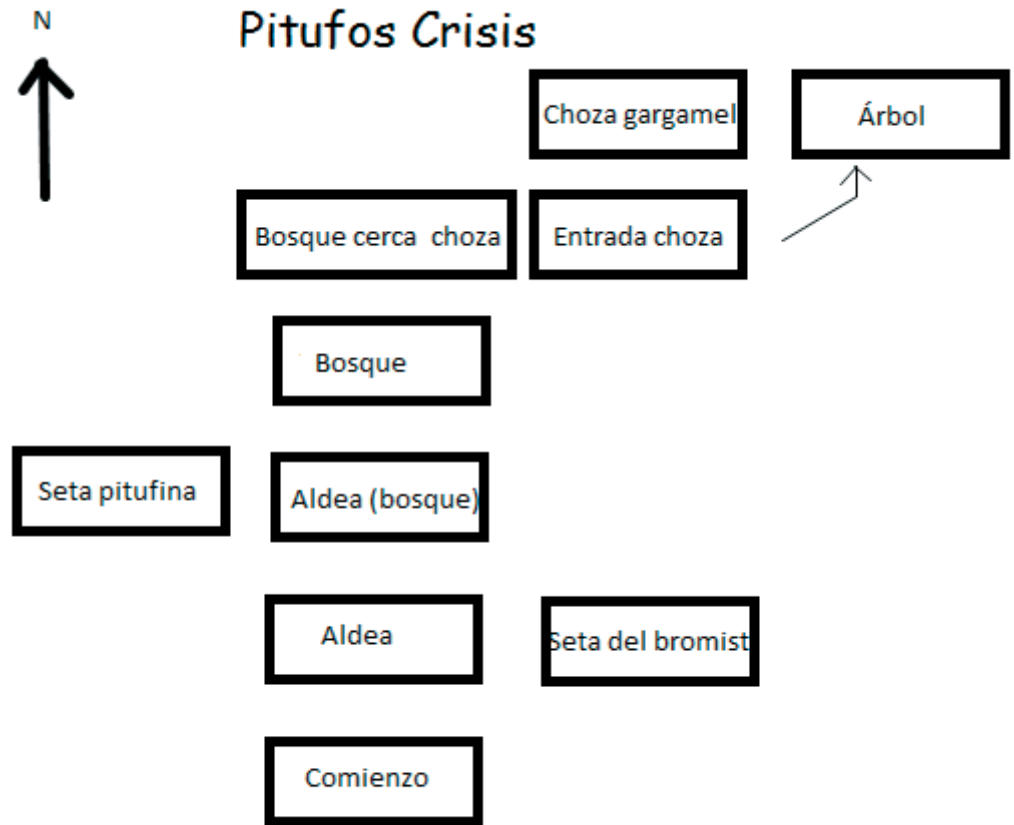 N
Pitufos Crisis
Choza gargamel
Árbol
Bosque cerca choza
Entrada choza
Bosque
Seta pitufina
Aldea (bosque)
Aldea
Seta del bromist
Comienzo